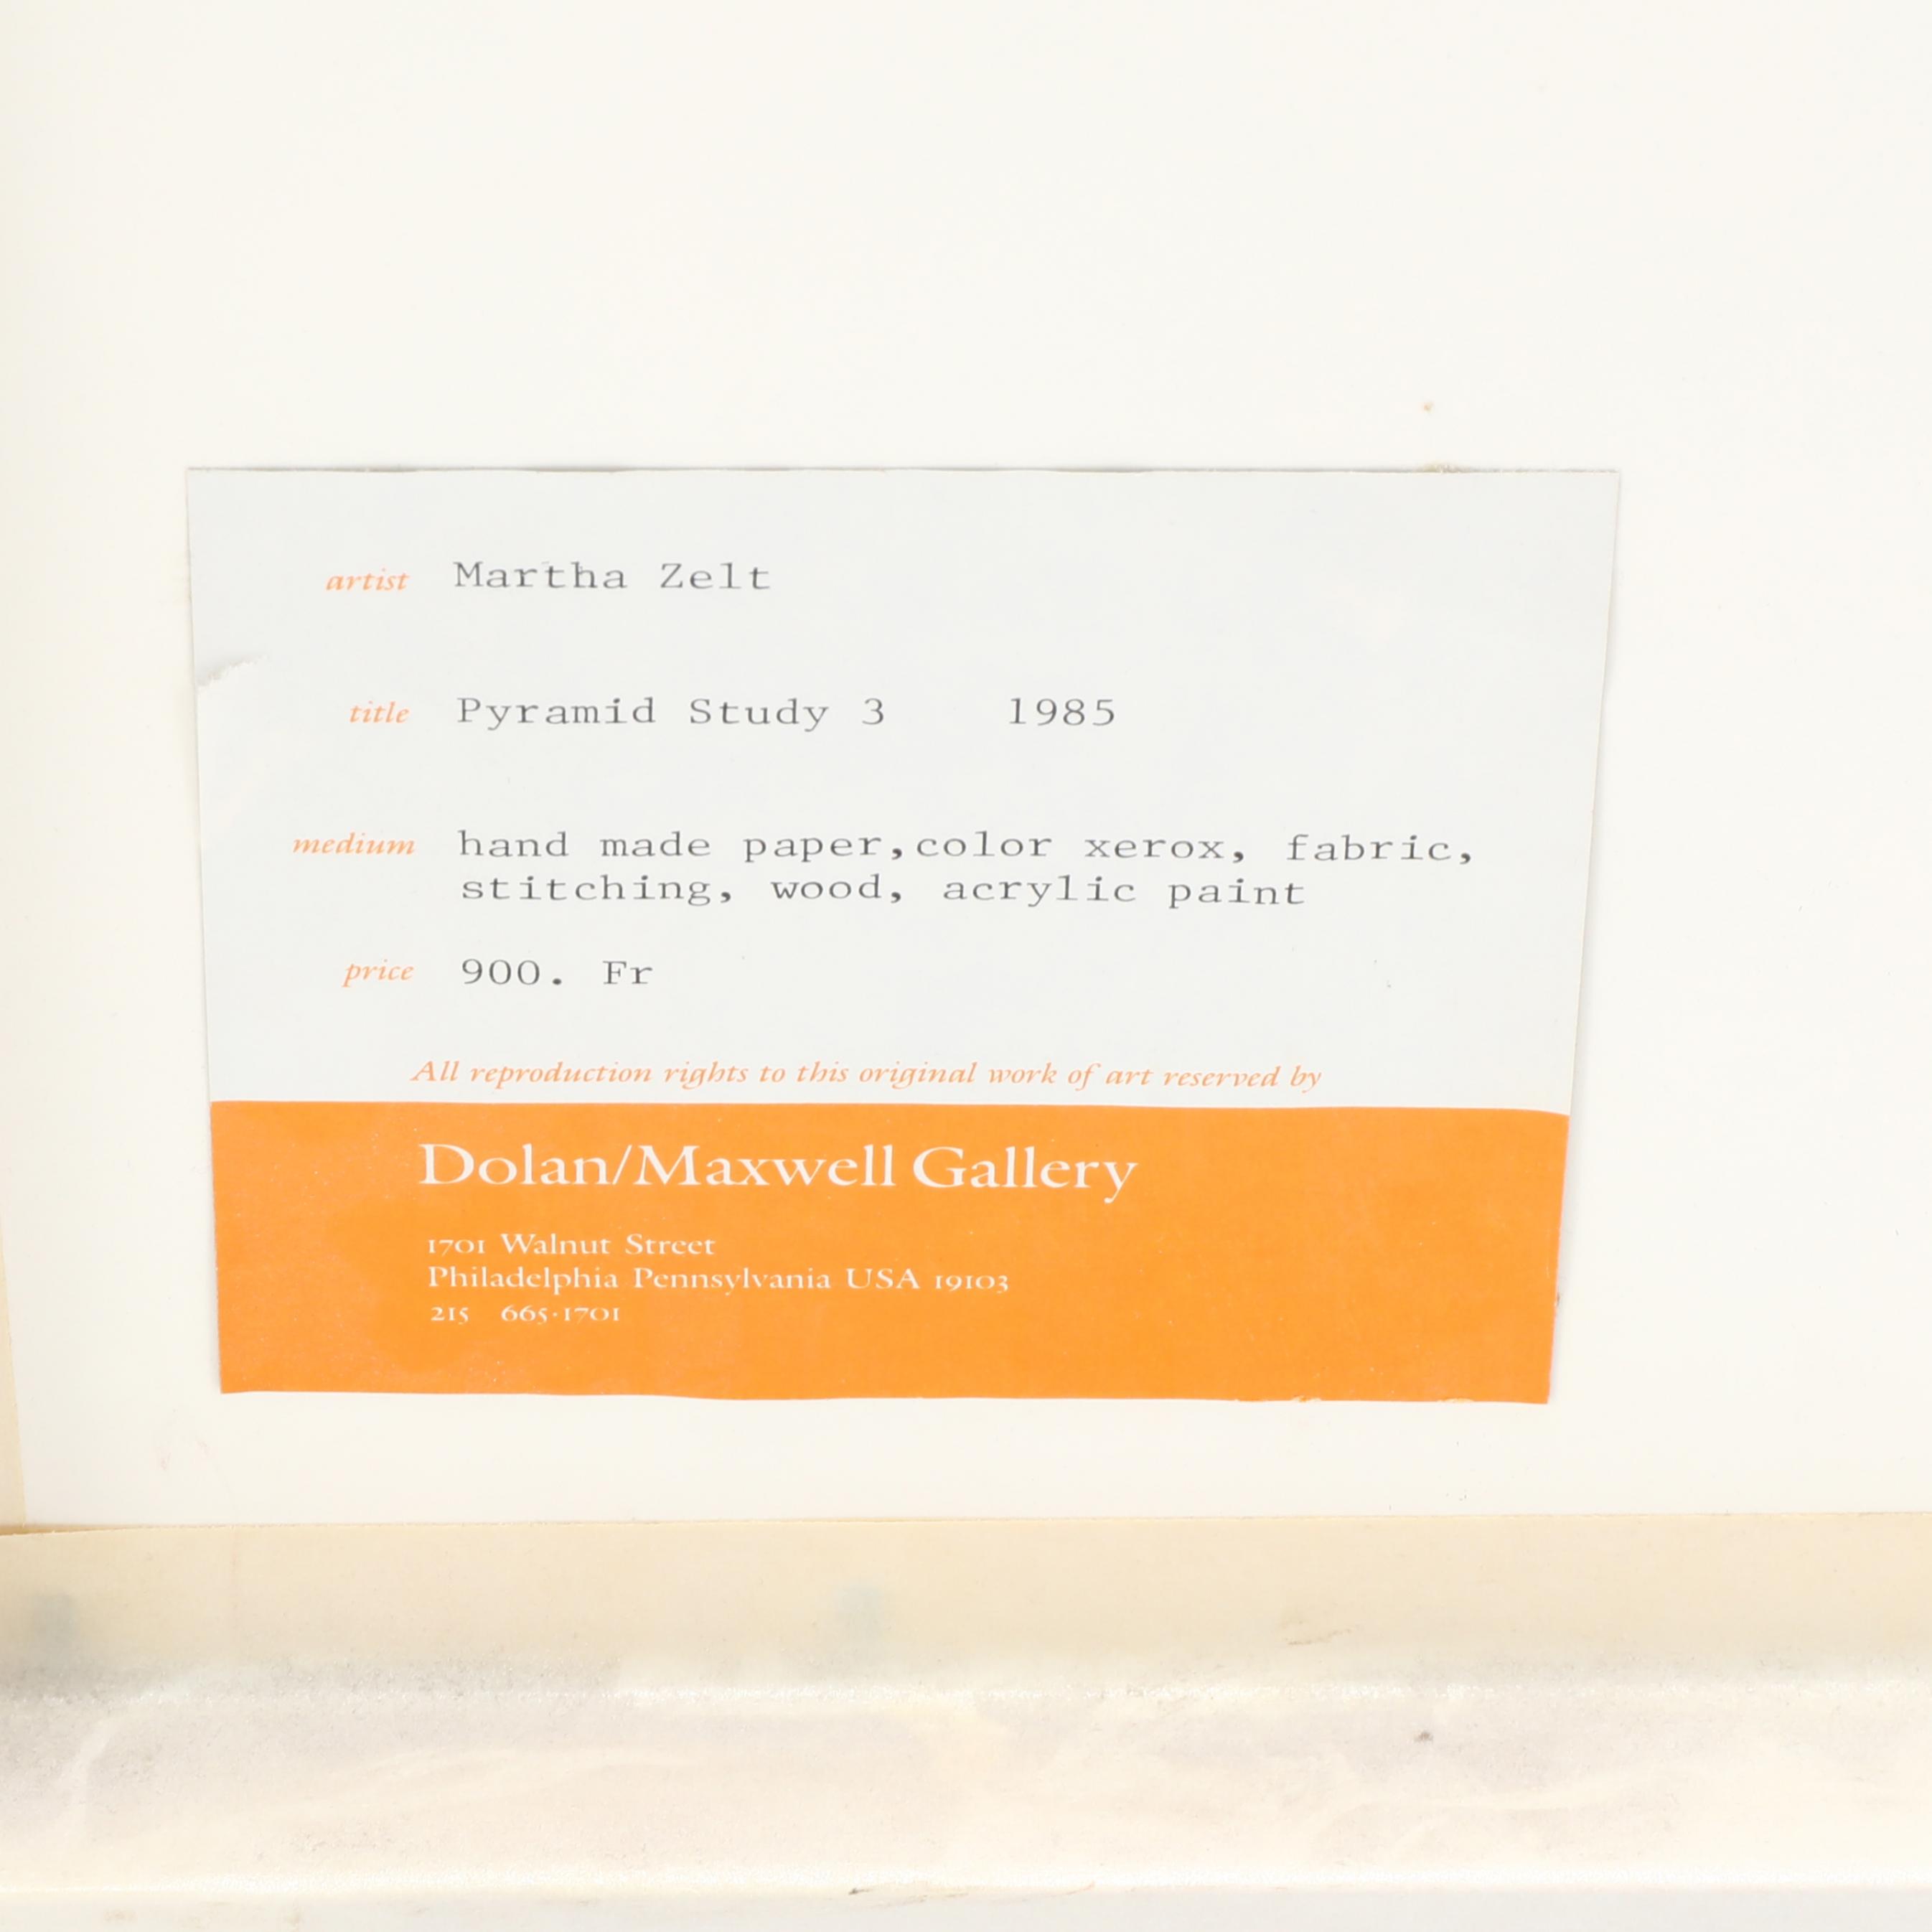 artist Martha Zelt
title Pyramid Study 3 1985
medium hand made paper,color xerox, fabric,
stitching, wood, acrylic paint
price 900. Fr
All reproduction rights to this original work of art reserved by
Dolan/Maxwell Gallery
1701 Walnut Street
Philadelphia Pennsylvania USA 19103
215 665·1701